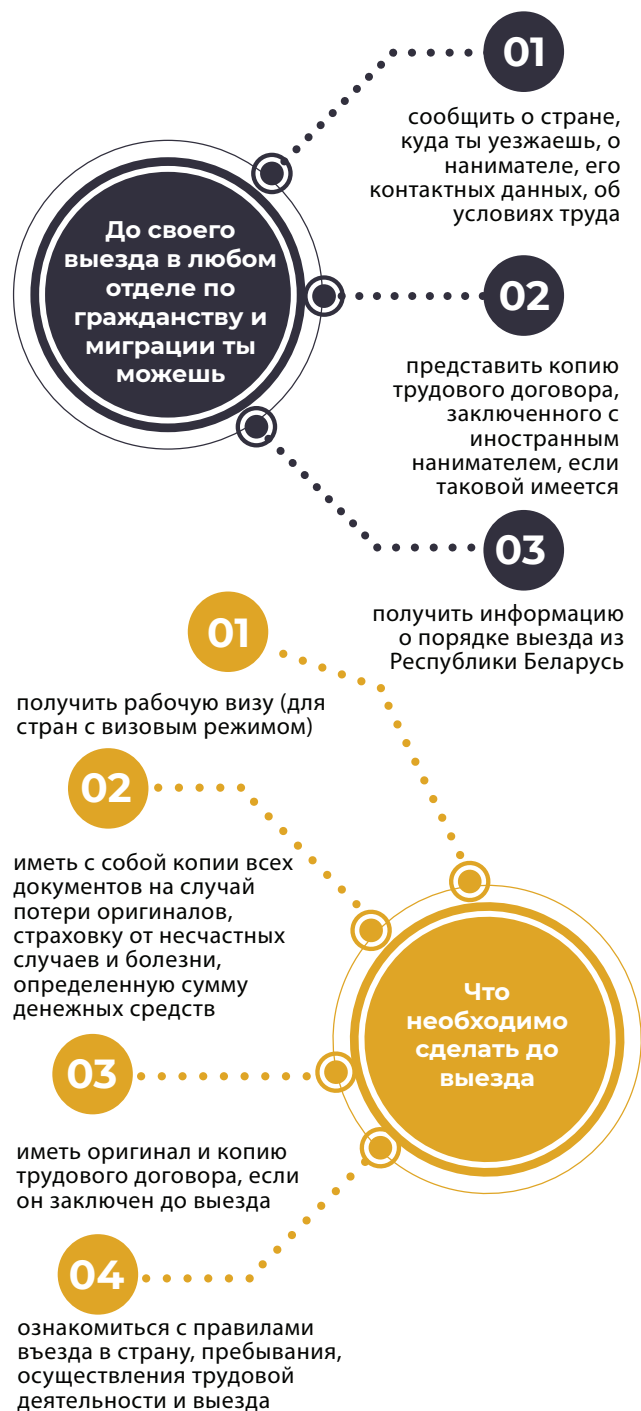 До своего
выезда в любом
отделе по
гражданству и
миграции ты
можешь
01
сообщить о стране,
куда ты уезжаешь, о
нанимателе, его
контактных данных, об
условиях труда
02
представить копию
трудового договора,
заключенного с
иностранным
нанимателем, если
таковой имеется
03
получить информацию
о порядке выезда из
Республики Беларусь
Что
необходимо
сделать до
выезда
01
получить рабочую визу (для
стран с визовым режимом)
02
иметь с собой копии всех
документов на случай
потери оригиналов,
страховку от несчастных
случаев и болезни,
определенную сумму
денежных средств
03
иметь оригинал и копию
трудового договора, если
он заключен до выезда
04
ознакомиться с правилами
въезда в страну, пребывания,
осуществления трудовой
деятельности и выезда